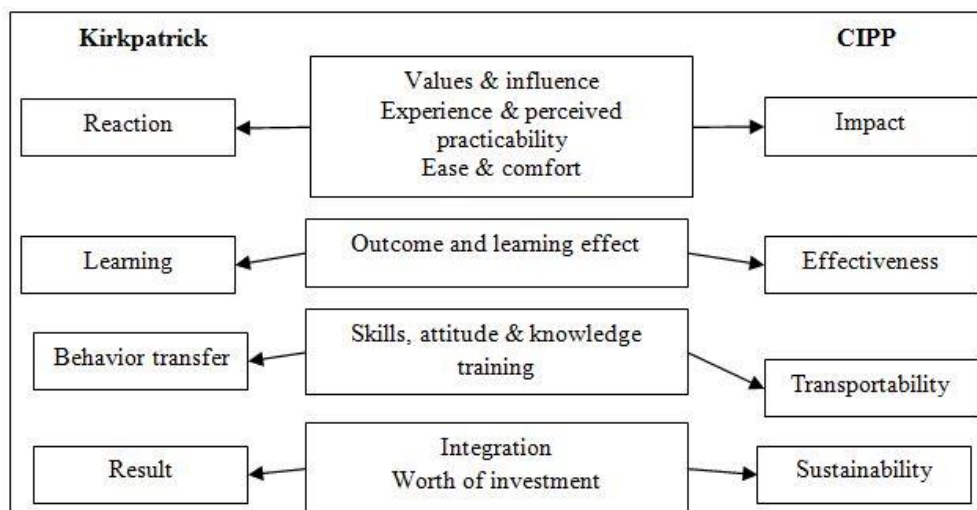 Kirkpatrick
CIPP
Values & influence
Experience & perceived
practicability
Ease & comfort
Reaction
Impact
Outcome and learning effect
Learning
Effectiveness
Skills, attitude & knowledge
training
Behavior transfer
Transportability
Integration
Worth of investment
Result
Sustainability